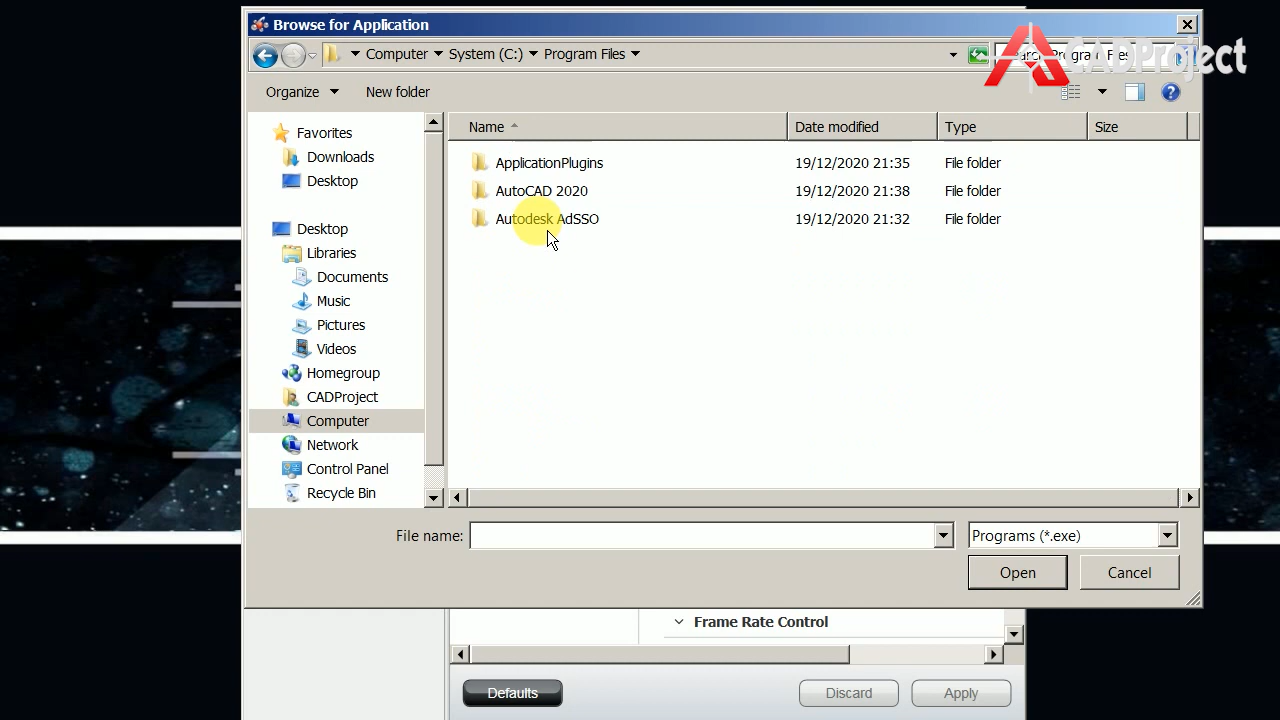 Browse for Application
Computer System (C:) Program Files
CADProject
Organize New folder
Name Date modified Type Size
Favorites
Downloads
Desktop
Desktop
Libraries
Documents
Music
Pictures
Videos
Homegroup
CADProject
Computer
Network
Control Panel
Recycle Bin
ApplicationPlugins 19/12/2020 21:35 File folder
AutoCAD 2020 19/12/2020 21:38 File folder
Autodesk AdSSO 19/12/2020 21:32 File folder
File name: Programs (*.exe)
Open Cancel
Frame Rate Control
Defaults Discard Apply